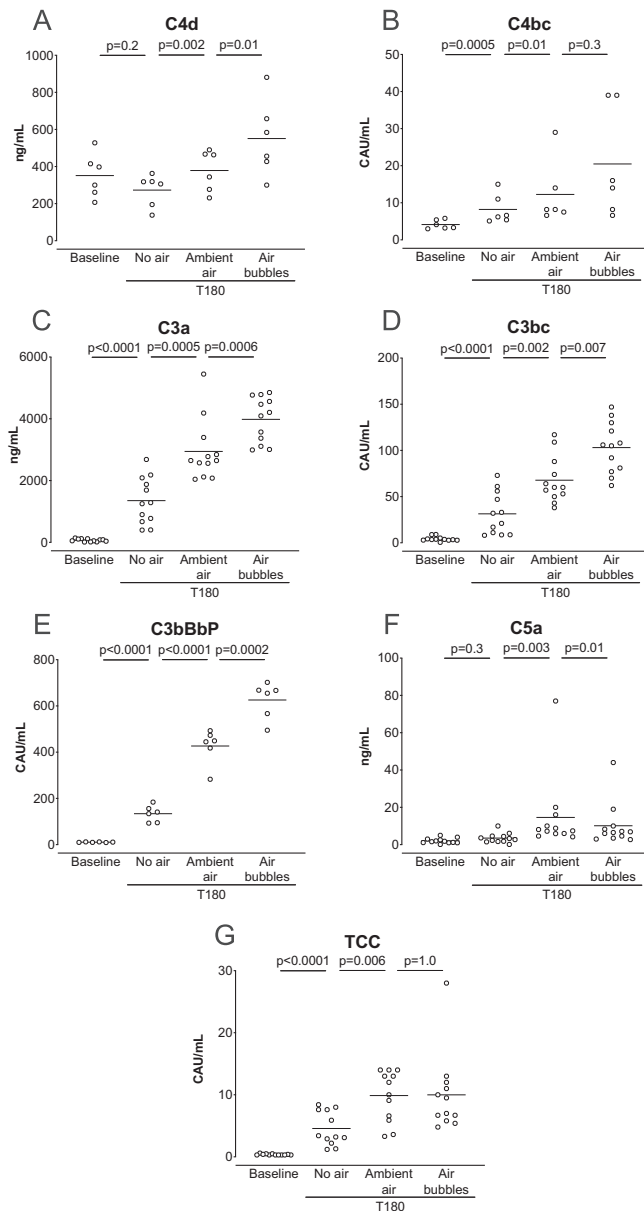 A
C4d
p=0.2 p=0.002 p=0.01
1000
800
600
400
200
0
ng/mL
Baseline No air Ambient air Air bubbles
T180
B
C4bc
p=0.0005 p=0.01 p=0.3
50
40
30
20
10
0
CAU/mL
Baseline No air Ambient air Air bubbles
T180
C
C3a
p<0.0001 p=0.0005 p=0.0006
6000
4000
2000
0
ng/mL
Baseline No air Ambient air Air bubbles
T180
D
C3bc
p<0.0001 p=0.002 p=0.007
200
150
100
50
0
CAU/mL
Baseline No air Ambient air Air bubbles
T180
E
C3bBbP
p<0.0001 p<0.0001 p=0.0002
800
600
400
200
0
CAU/mL
Baseline No air Ambient air Air bubbles
T180
F
C5a
p=0.3 p=0.003 p=0.01
100
80
60
40
20
0
ng/mL
Baseline No air Ambient air Air bubbles
T180
G
TCC
p<0.0001 p=0.006 p=1.0
30
20
10
0
CAU/mL
Baseline No air Ambient air Air bubbles
T180